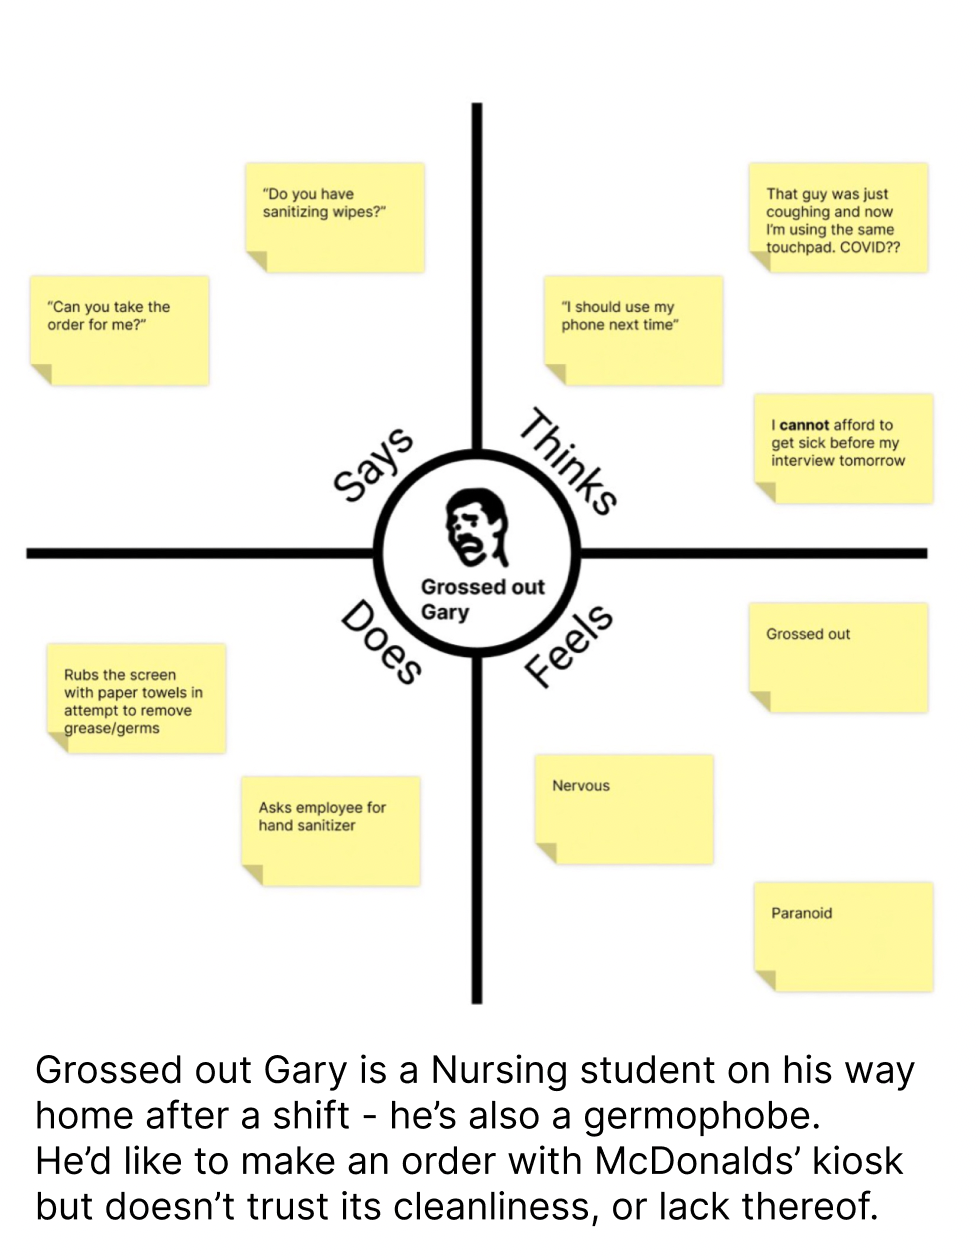 “Do you have
sanitizing wipes?”
“Can you take the
order for me?”
Says
That guy was just
coughing and now
I’m using the same
touchpad. COVID??
“I should use my
phone next time”
I cannot afford to
get sick before my
interview tomorrow
Thinks
Grossed out
Gary
Does
Rubs the screen
with paper towels in
attempt to remove
grease/germs
Asks employee for
hand sanitizer
Feels
Grossed out
Nervous
Paranoid
Grossed out Gary is a Nursing student on his way
home after a shift - he’s also a germophobe.
He’d like to make an order with McDonalds’ kiosk
but doesn’t trust its cleanliness, or lack thereof.